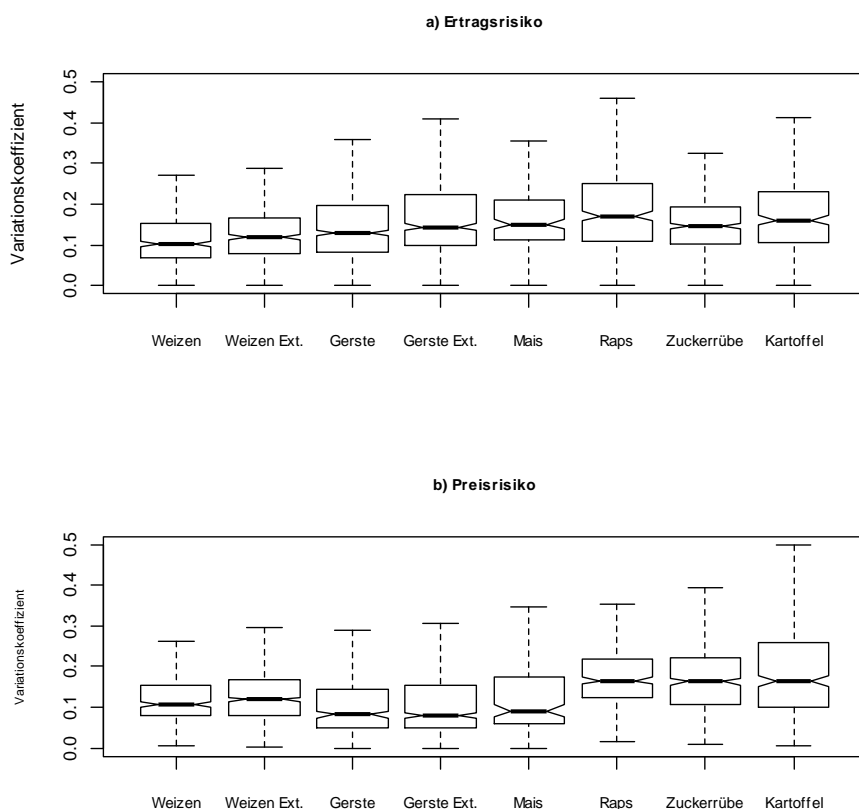 a) Ertragsrisiko
Variationskoeffizient
0.5
0.4
0.3
0.2
0.1
0.0
Weizen Weizen Ext. Gerste Gerste Ext. Mais Raps Zuckerrübe Kartoffel
b) Preisrisiko
Variationskoeffizient
0.5
0.4
0.3
0.2
0.1
0.0
Weizen Weizen Ext. Gerste Gerste Ext. Mais Raps Zuckerrübe Kartoffel